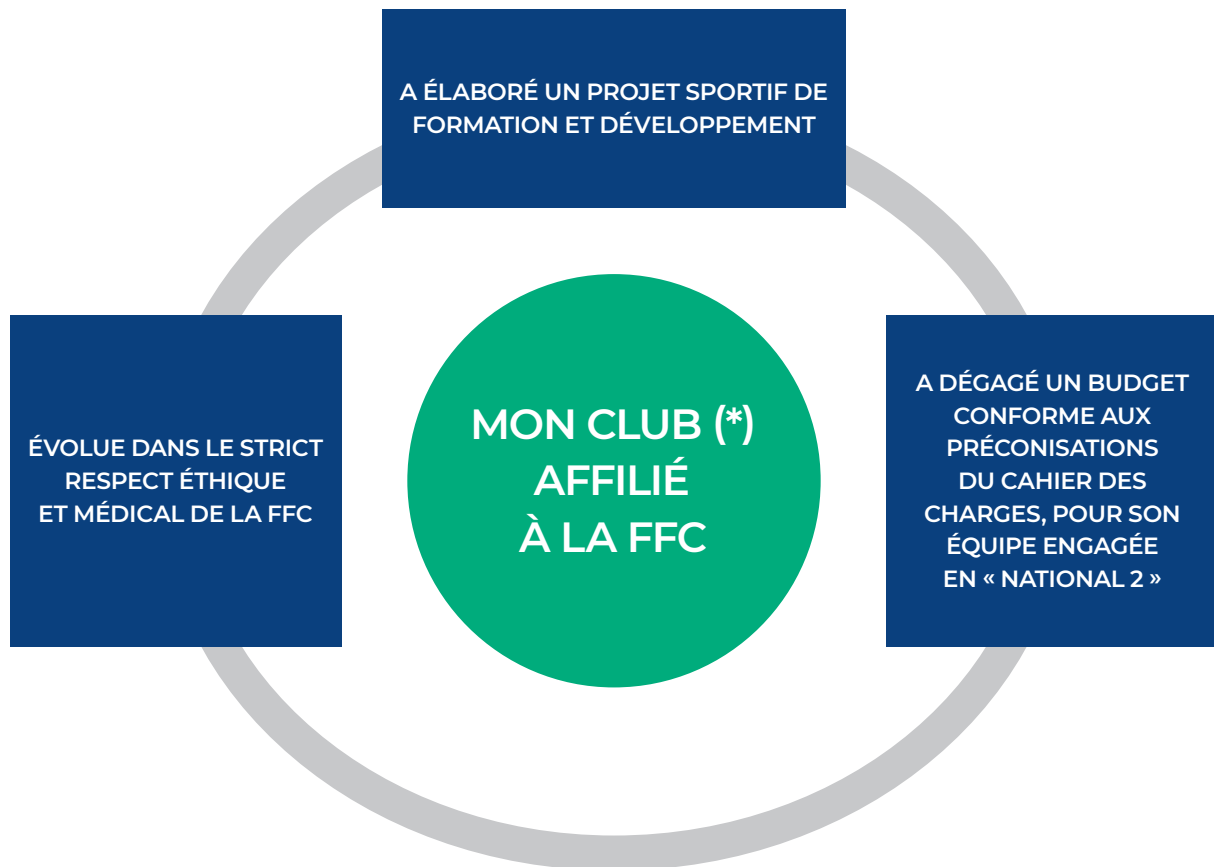 A ÉLABORÉ UN PROJET SPORTIF DE
FORMATION ET DÉVELOPPEMENT
ÉVOLUE DANS LE STRICT
RESPECT ÉTHIQUE
ET MÉDICAL DE LA FFC
MON CLUB (*)
AFFILIÉ
À LA FFC
A DÉGAGÉ UN BUDGET
CONFORME AUX
PRÉCONISATIONS
DU CAHIER DES
CHARGES, POUR SON
ÉQUIPE ENGAGÉE
EN « NATIONAL 2 »